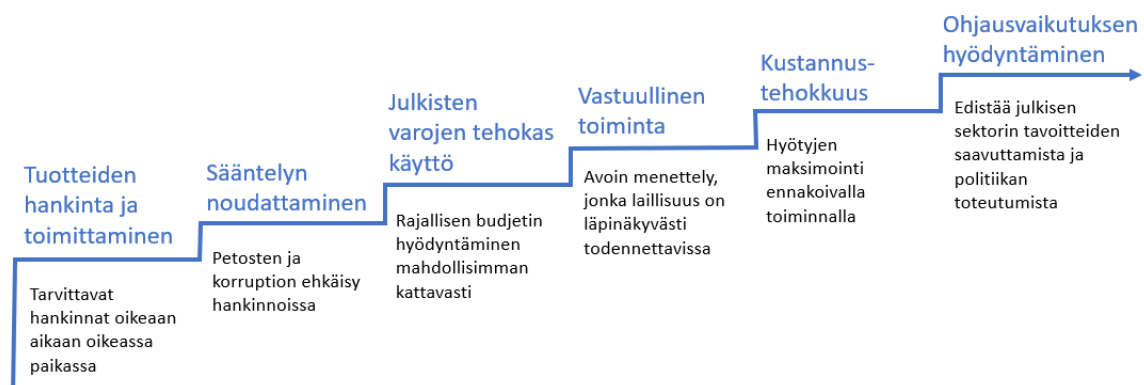 Tuotteiden
hankinta ja
toimittaminen
Tarvittavat
hankinnat oikeaan
aikaan oikeassa
paikassa
Sääntelyn
noudattaminen
Petosten ja
korruption ehkäisy
hankinnoissa
Julkisten
varojen tehokas
käyttö
Rajallisen budjetin
hyödyntäminen
mahdollisimman
kattavasti
Vastuullinen
toiminta
Avoin menettely,
jonka laillisuus on
läpinäkyvästi
todennettavissa
Kustannus-
tehokkuus
Hyötyjen
maksimointi
ennakoivalla
toiminnalla
Ohjausvaikutuksen
hyödyntäminen
Edistää julkisen
sektorin tavoitteiden
saavuttamista ja
politiikan
toteutumista